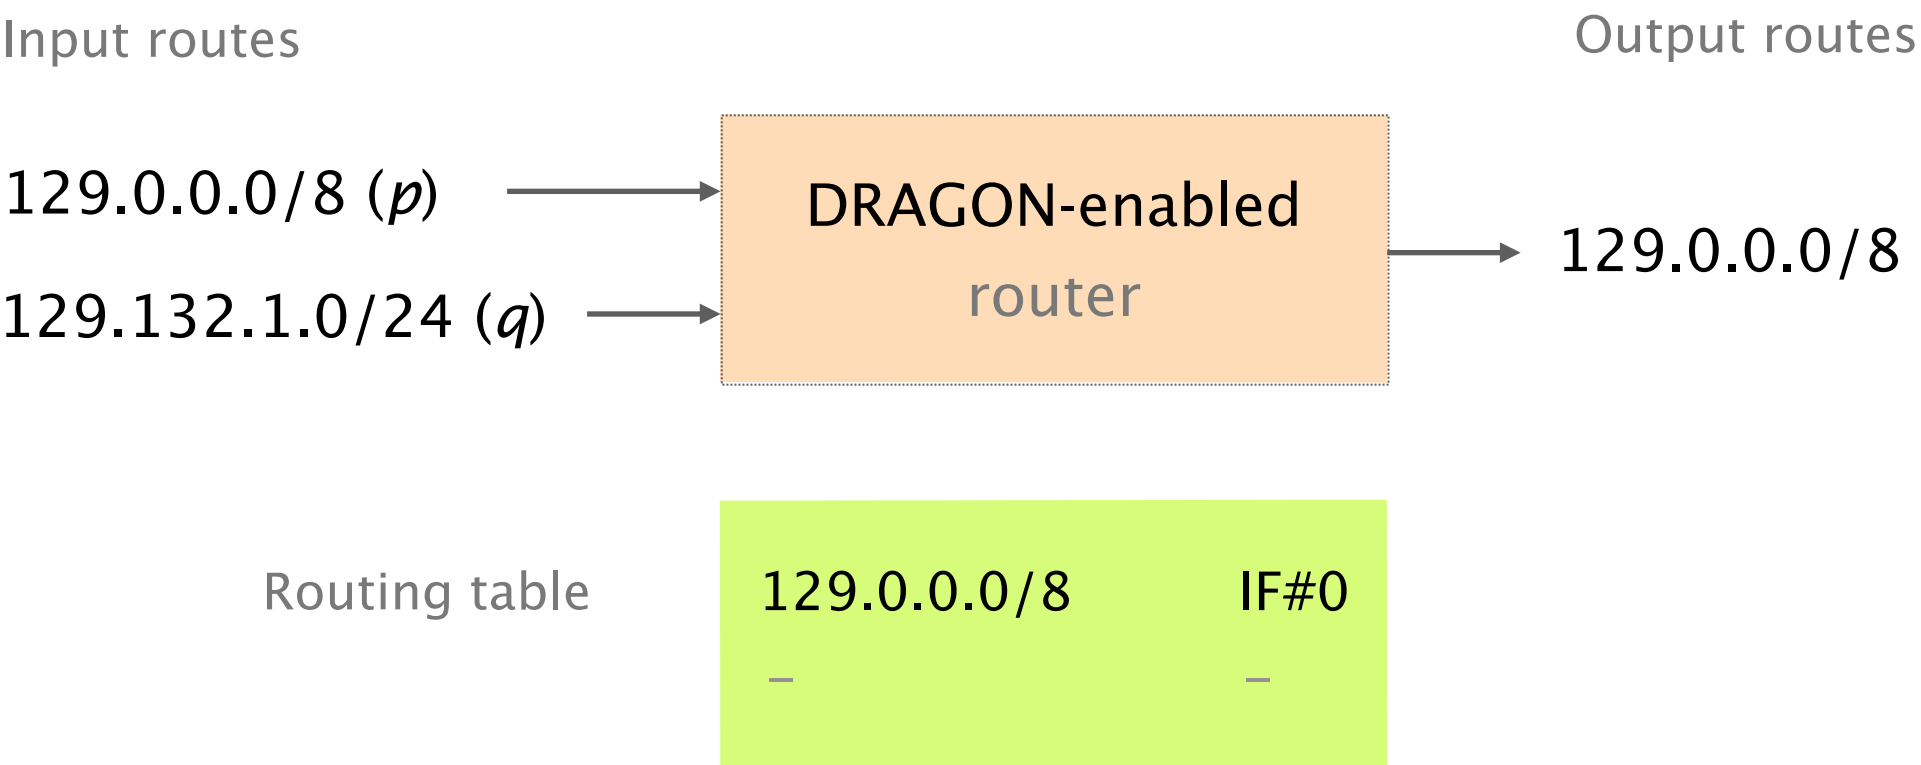 Input routes
Output routes
129.0.0.0/8 (p)
129.132.1.0/24 (q)
DRAGON-enabled
router
129.0.0.0/8
Routing table
129.0.0.0/8 IF#0
– –